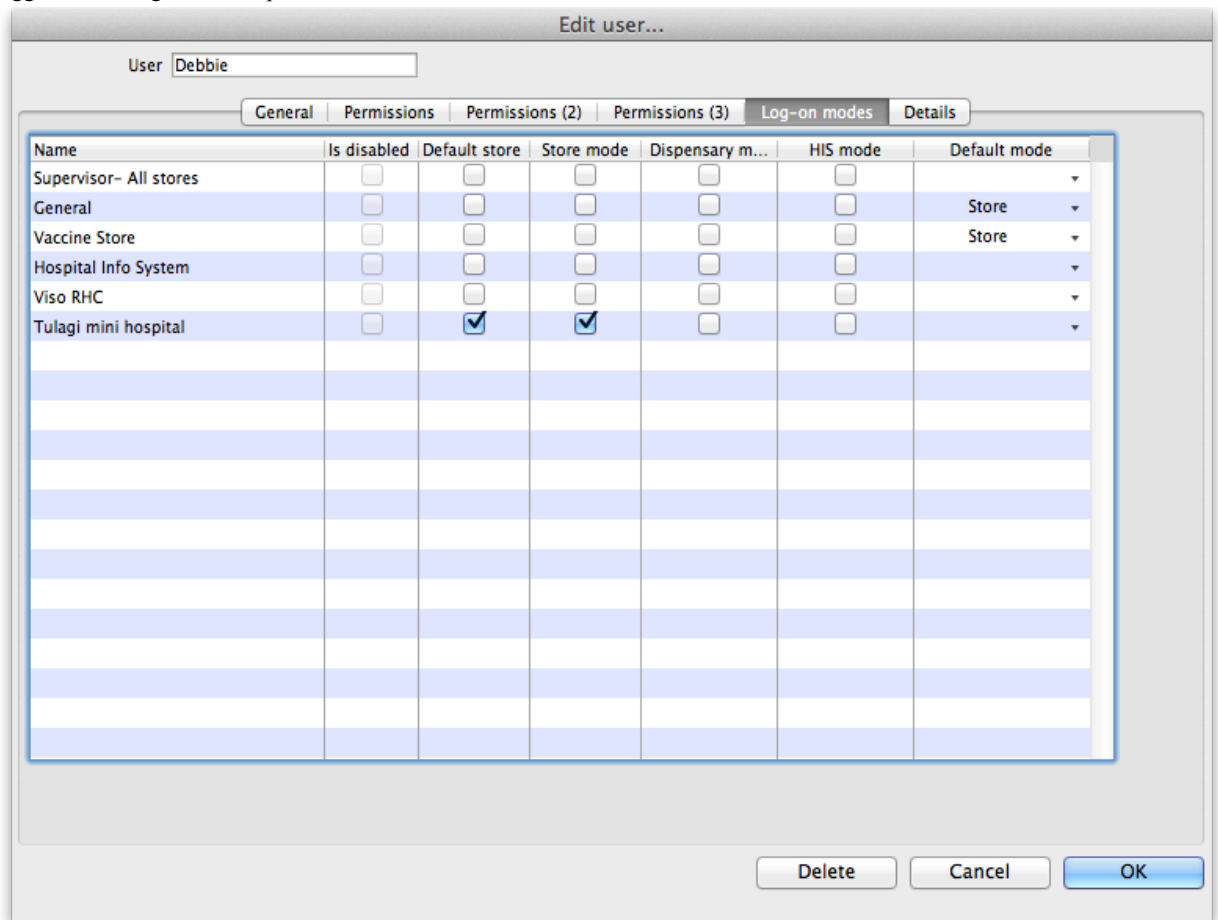 Edit user...
User Debbie
General Permissions Permissions (2) Permissions (3) Log-on modes Details
Name Is disabled Default store Store mode Dispensary m... HIS mode Default mode
Supervisor- All stores
General Store
Vaccine Store Store
Hospital Info System
Viso RHC
Tulagi mini hospital
Delete Cancel OK